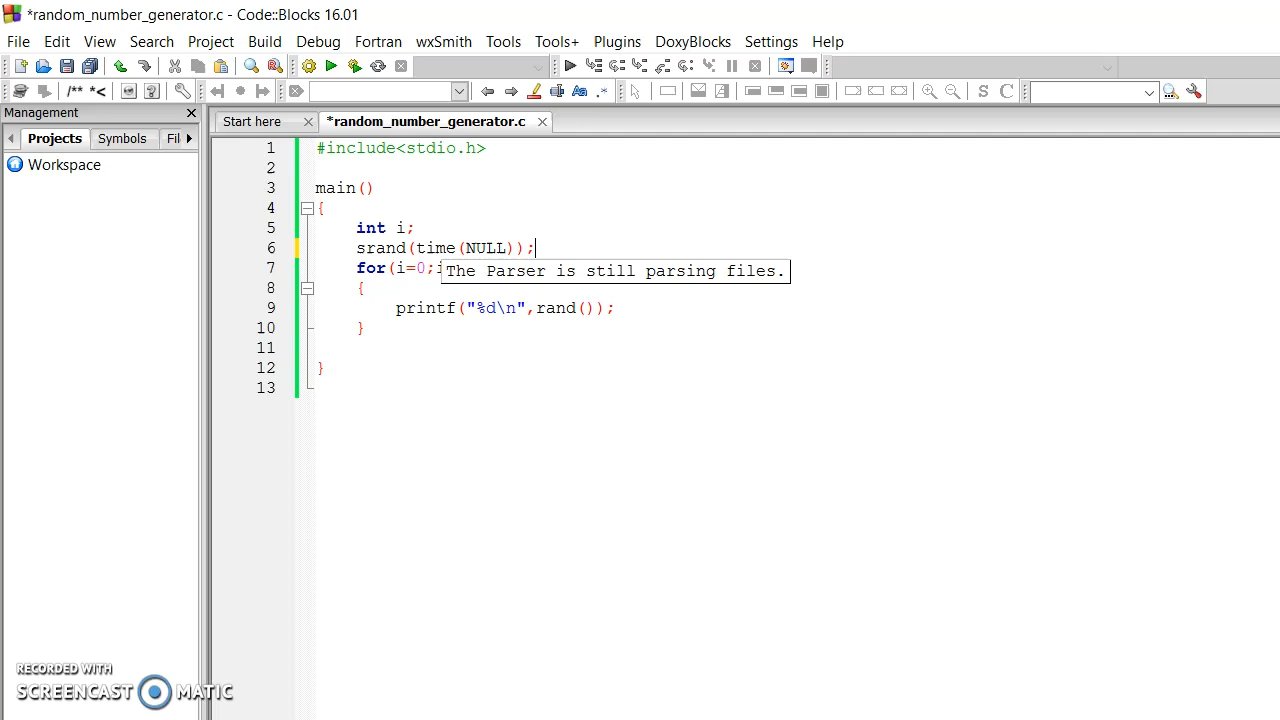 *random_number_generator.c - Code::Blocks 16.01
File Edit View Search Project Build Debug Fortran wxSmith Tools Tools+ Plugins DoxyBlocks Settings Help
/** *<
Aa .*
S C
Management
Projects Symbols Fil
Workspace
Start here *random_number_generator.c
1 #include<stdio.h>
2
3 main()
4 {
5 int i;
6 srand(time(NULL));
7 for(i=0;i
The Parser is still parsing files.
8 {
9 printf("%d\n",rand());
10 }
11
12 }
13
RECORDED WITH
SCREENCAST MATIC